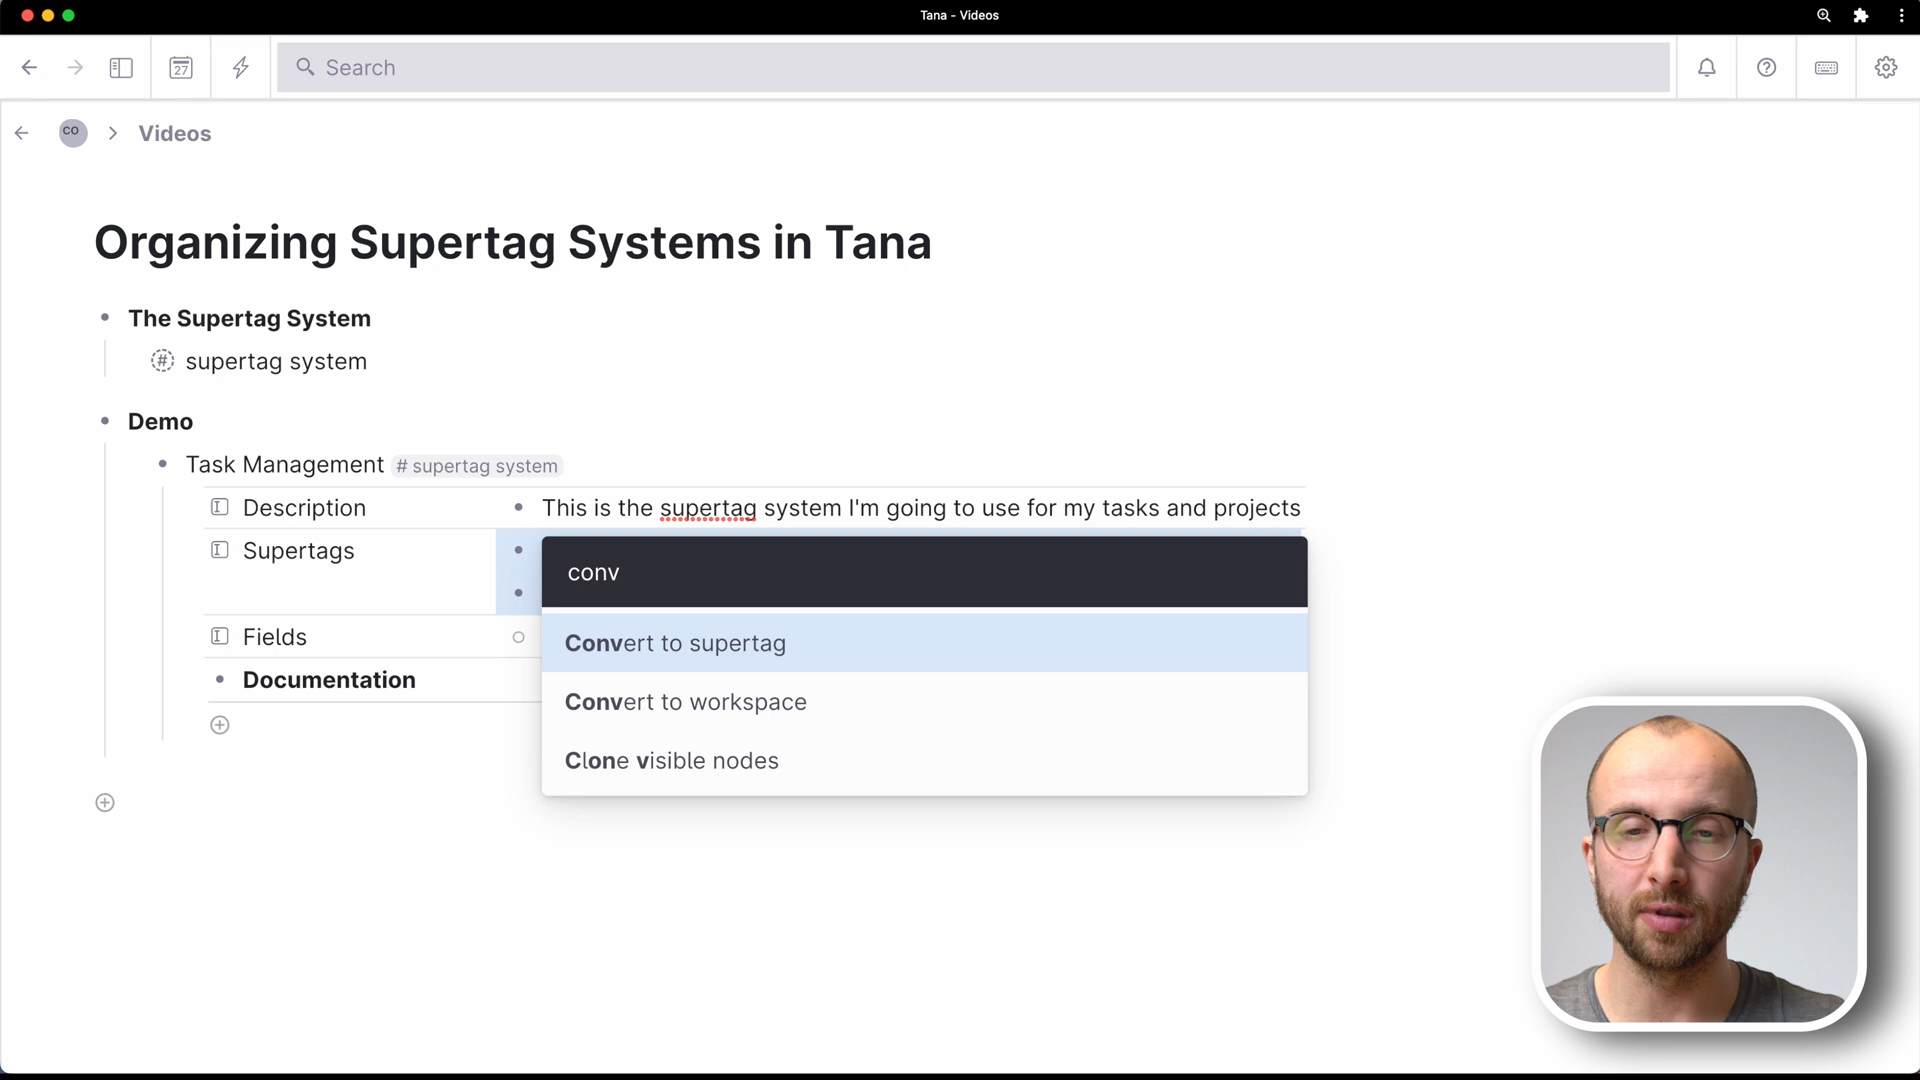 Tana - Videos
27
Search
CO
Videos
Organizing Supertag Systems in Tana
The Supertag System
# supertag system
Demo
Task Management # supertag system
Description
This is the supertag system I'm going to use for my tasks and projects
Supertags
conv
Convert to supertag
Fields
Documentation
Convert to workspace
Clone visible nodes